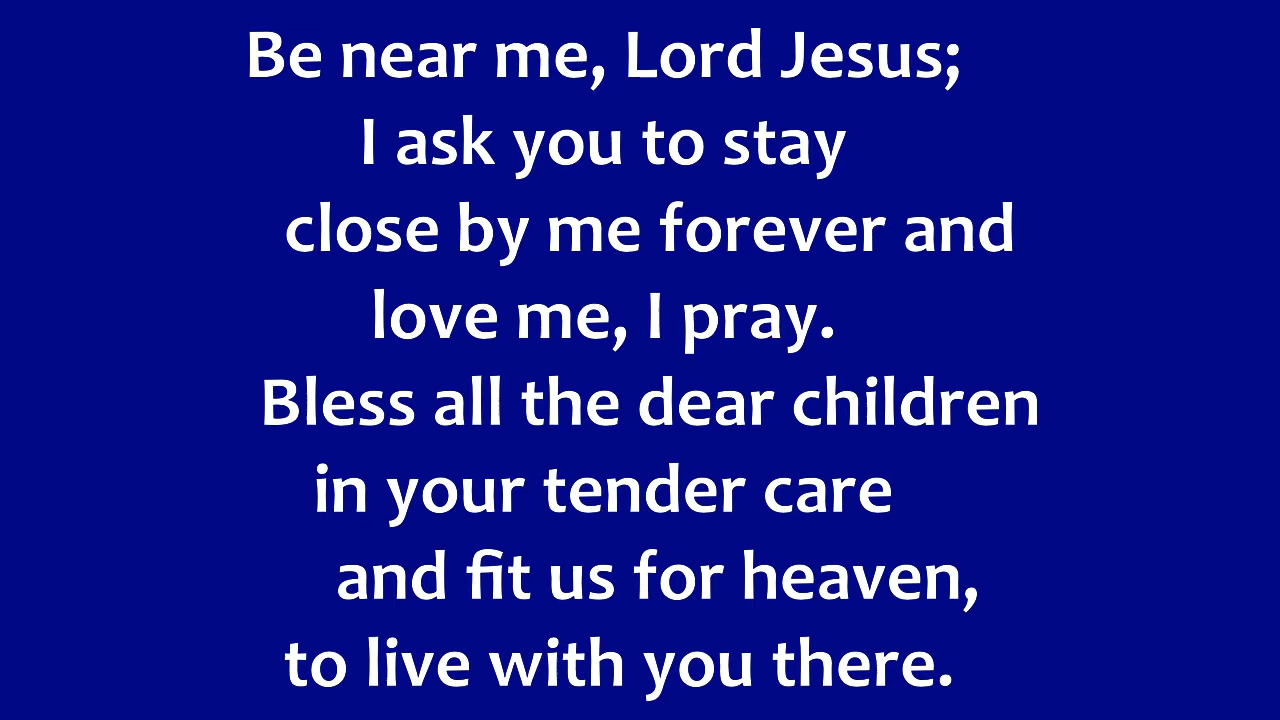 Be near me, Lord Jesus;
I ask you to stay
close by me forever and
love me, I pray.
Bless all the dear children
in your tender care
and fit us for heaven,
to live with you there.